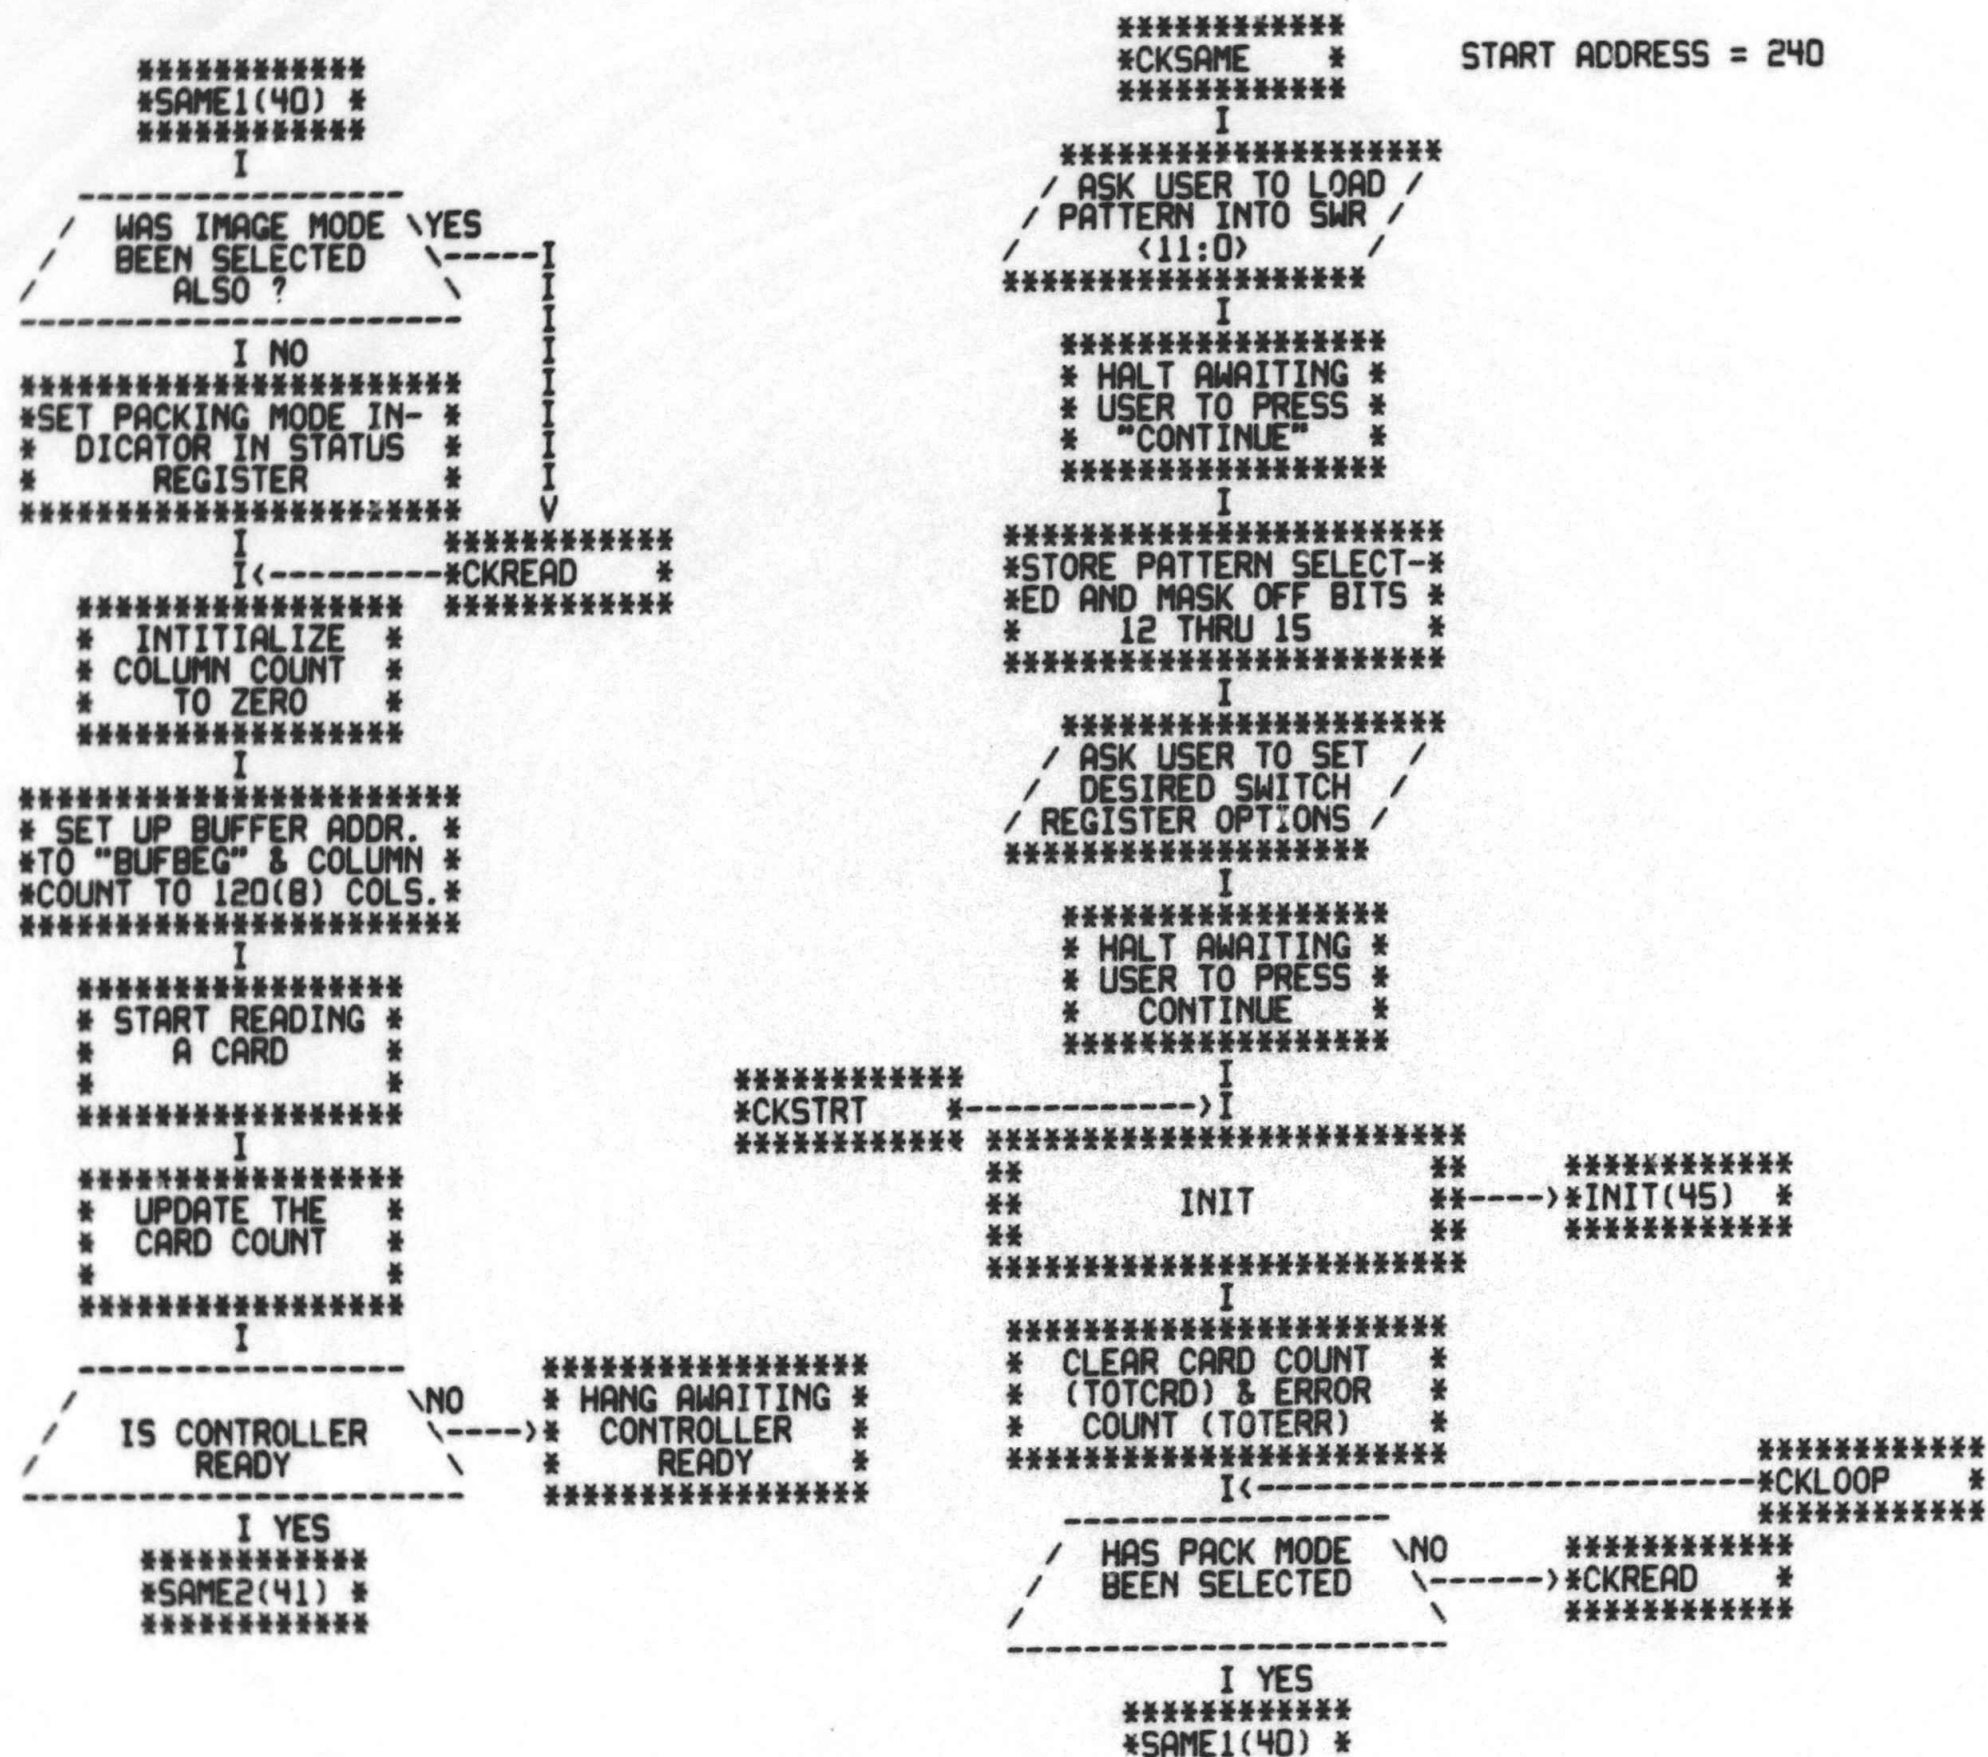 *SAME1(40) *
I
WAS IMAGE MODE \YES
BEEN SELECTED
ALSO ?
I NO
*SET PACKING MODE IN- *
* DICATOR IN STATUS *
* REGISTER *
I<---------*CKREAD *
* INTITIALIZE *
* COLUMN COUNT *
* TO ZERO *
I
* SET UP BUFFER ADDR. *
*TO "BUFBEG" & COLUMN *
*COUNT TO 120(8) COLS.*
I
* START READING *
* A CARD *
I
* UPDATE THE *
* CARD COUNT *
I
\NO
IS CONTROLLER
READY
* HANG AWAITING *
* CONTROLLER *
* READY *
I YES
*SAME2(41) *
*CKSAME *
START ADDRESS = 240
I
/ ASK USER TO LOAD /
/ PATTERN INTO SWR /
/ <11:0> /
I
* HALT AWAITING *
* USER TO PRESS *
* "CONTINUE" *
I
*STORE PATTERN SELECT-*
*ED AND MASK OFF BITS *
* 12 THRU 15 *
I
/ ASK USER TO SET /
/ DESIRED SWITCH /
/ REGISTER OPTIONS /
I
* HALT AWAITING *
* USER TO PRESS *
* CONTINUE *
I
*CKSTRT *------------>I
** INIT **---->*INIT(45) *
I
* CLEAR CARD COUNT *
* (TOTCRD) & ERROR *
* COUNT (TOTERR) *
I<--------------------------*CKLOOP *
/ HAS PACK MODE \NO
/ BEEN SELECTED \------>*CKREAD *
I YES
*SAME1(40) *